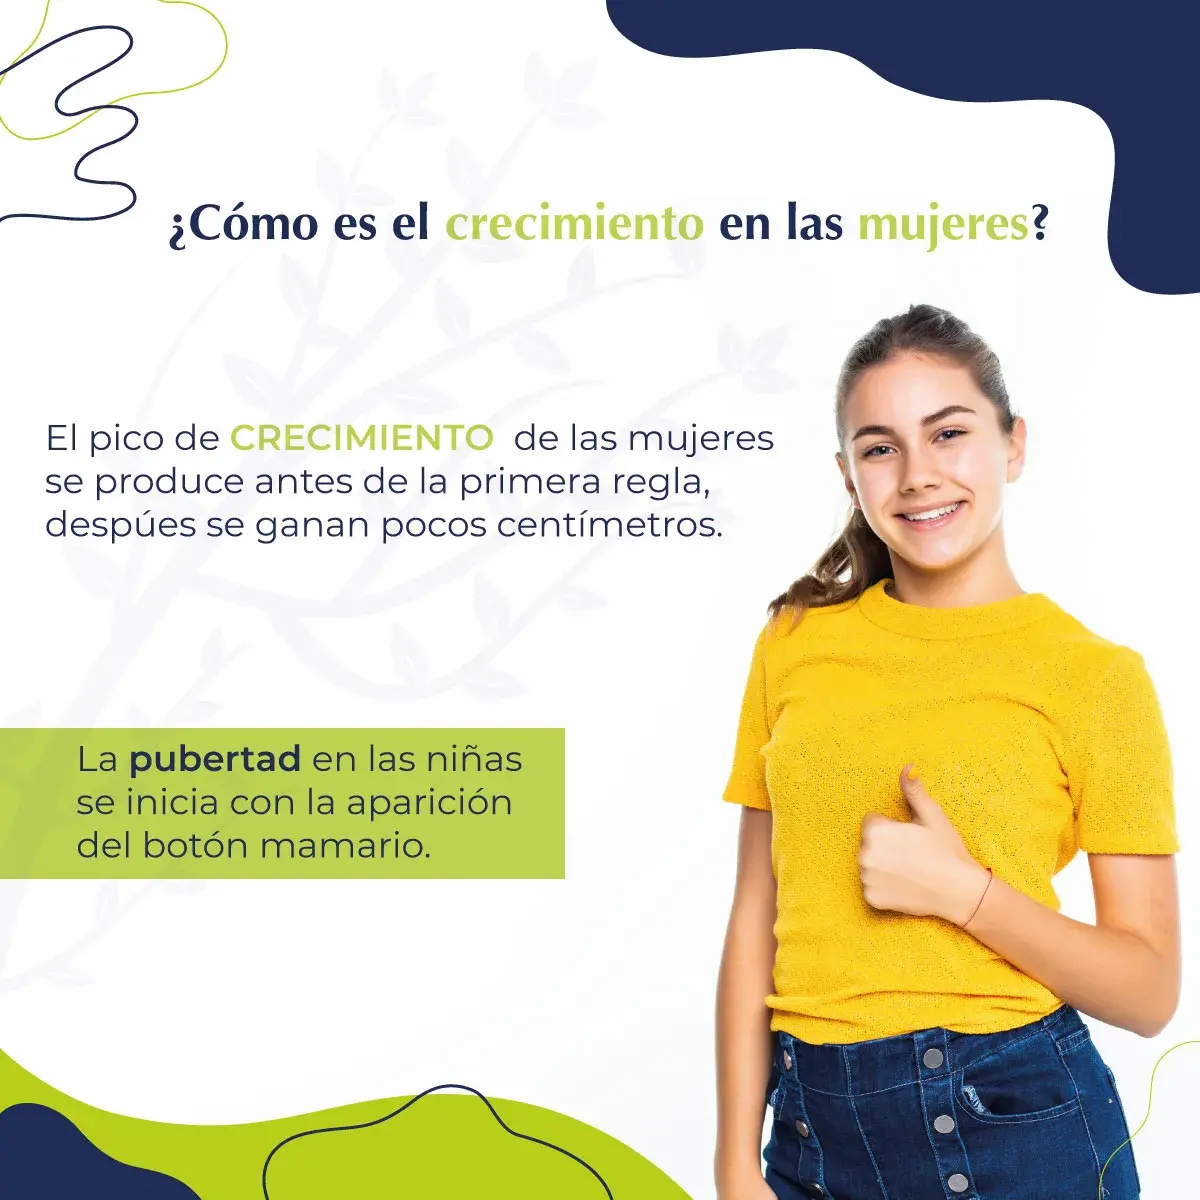 ¿Cómo es el crecimiento en las mujeres?
El pico de CRECIMIENTO de las mujeres
se produce antes de la primera regla,
despúes se ganan pocos centímetros.
La pubertad en las niñas
se inicia con la aparición
del botón mamario.